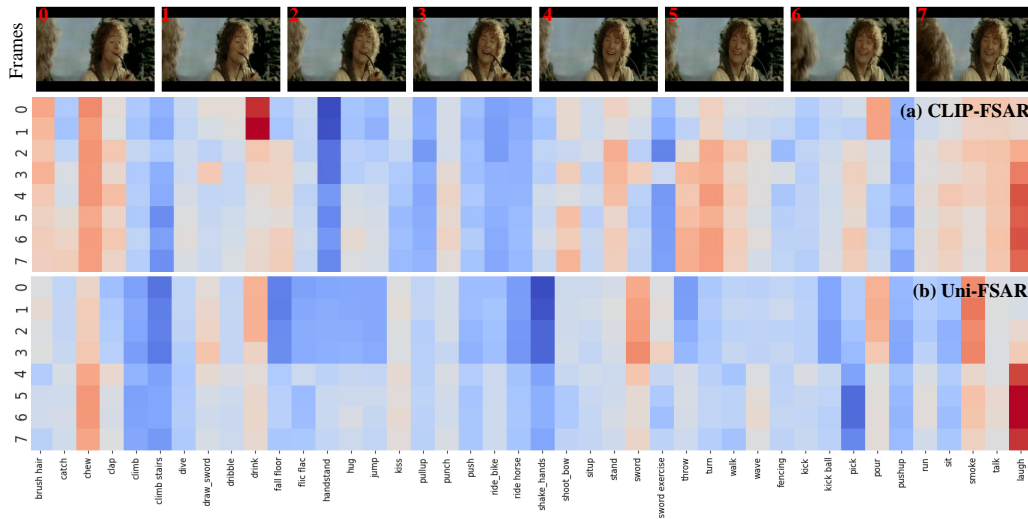 Frames
0 1 2 3 4 5 6 7
(a) CLIP-FSAR
0
1
2
3
4
5
6
7
(b) Uni-FSAR
0
1
2
3
4
5
6
7
brush hair
catch
chew
clap
climb
climb stairs
dive
draw_sword
dribble
drink
fall floor
flic flac
handstand
hug
jump
kiss
pullup
punch
push
ride_bike
ride horse
shake_hands
shoot_bow
situp
stand
sword
sword exercise
throw
turn
walk
wave
fencing
kick
kick ball
pick
pour
pushup
run
sit
smoke
talk
laugh